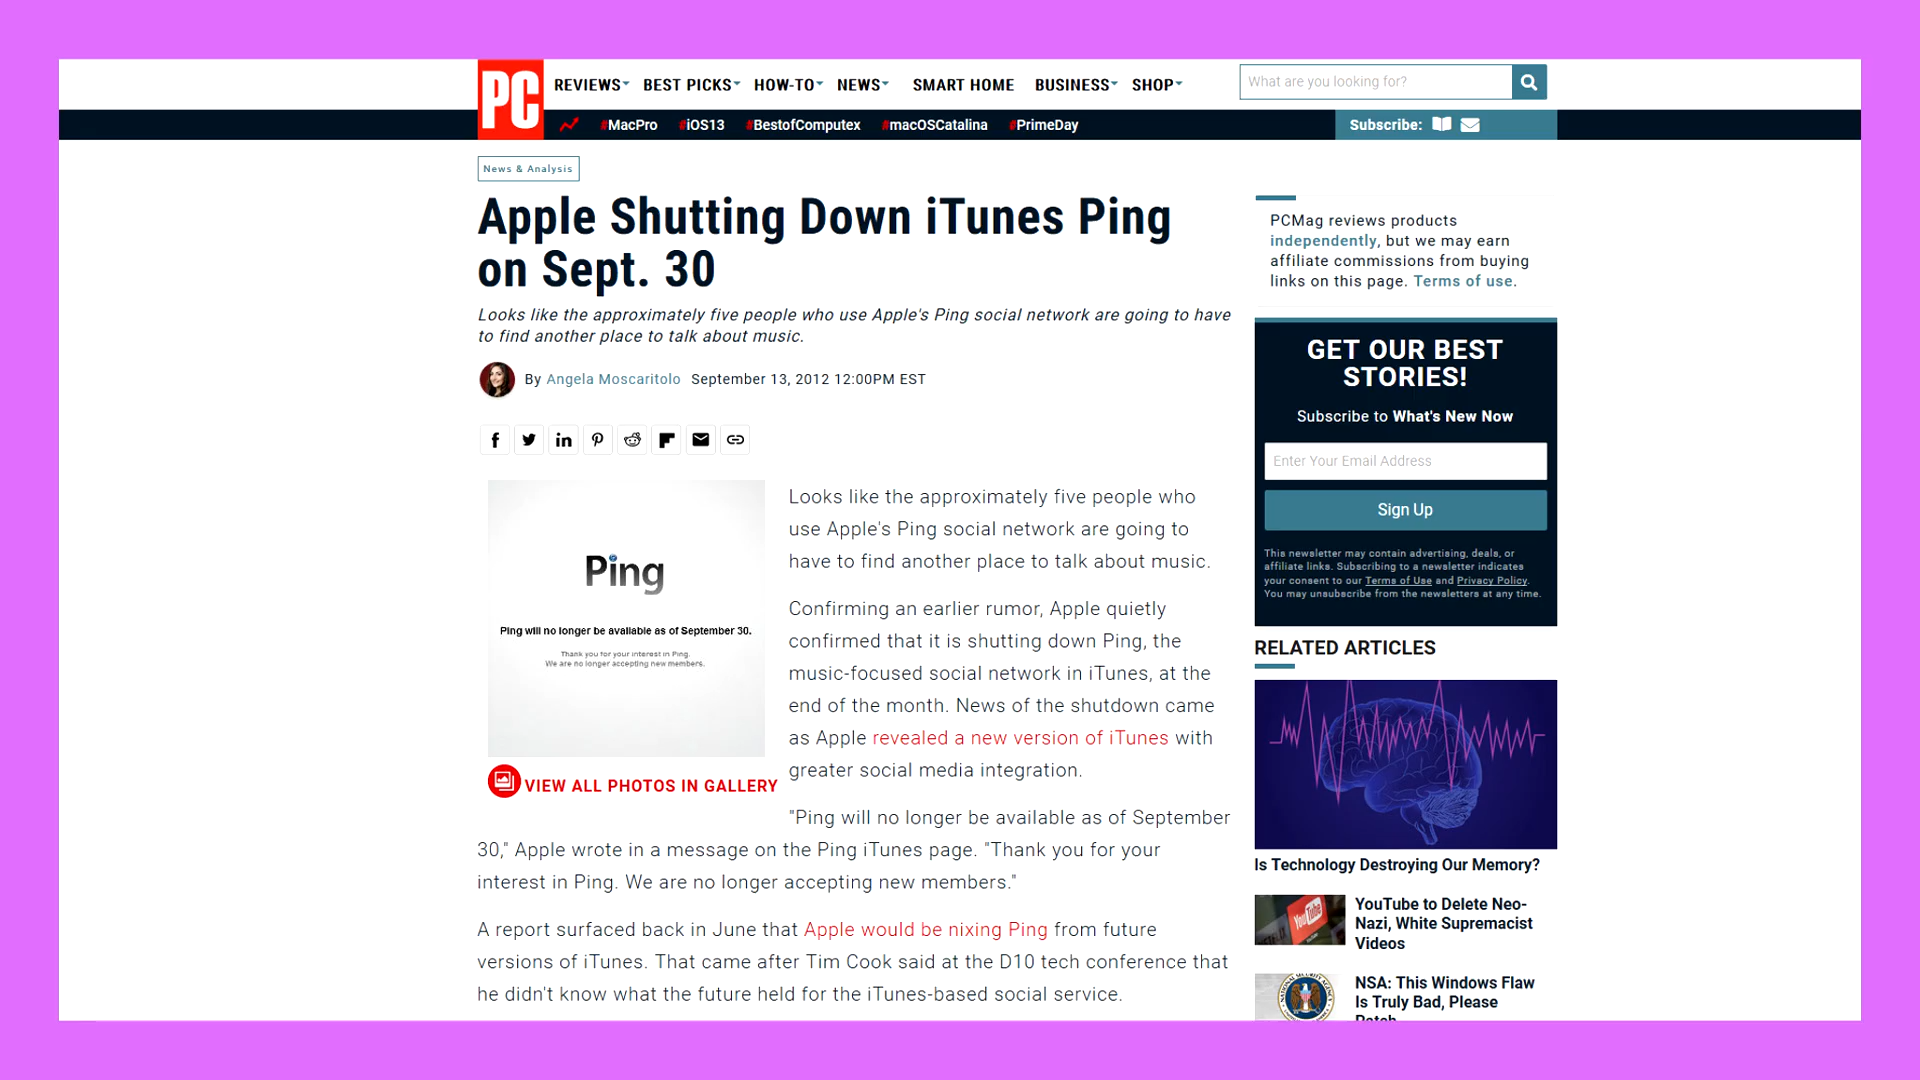 PC
REVIEWS BEST PICKS HOW-TO NEWS SMART HOME BUSINESS SHOP
What are you looking for?
#MacPro #iOS13 #BestofComputex #macOSCatalina #PrimeDay
Subscribe:
News & Analysis
Apple Shutting Down iTunes Ping
on Sept. 30
Looks like the approximately five people who use Apple's Ping social network are going to have
to find another place to talk about music.
By Angela Moscaritolo September 13, 2012 12:00PM EST
Ping
Ping will no longer be available as of September 30.
Thank you for your interest in Ping.
We are no longer accepting new members.
VIEW ALL PHOTOS IN GALLERY
Looks like the approximately five people who
use Apple's Ping social network are going to
have to find another place to talk about music.
Confirming an earlier rumor, Apple quietly
confirmed that it is shutting down Ping, the
music-focused social network in iTunes, at the
end of the month. News of the shutdown came
as Apple revealed a new version of iTunes with
greater social media integration.
"Ping will no longer be available as of September
30," Apple wrote in a message on the Ping iTunes page. "Thank you for your
interest in Ping. We are no longer accepting new members."
A report surfaced back in June that Apple would be nixing Ping from future
versions of iTunes. That came after Tim Cook said at the D10 tech conference that
he didn't know what the future held for the iTunes-based social service.
PCMag reviews products
independently, but we may earn
affiliate commissions from buying
links on this page. Terms of use.
GET OUR BEST
STORIES!
Subscribe to What's New Now
Enter Your Email Address
Sign Up
This newsletter may contain advertising, deals, or
affiliate links. Subscribing to a newsletter indicates
your consent to our Terms of Use and Privacy Policy.
You may unsubscribe from the newsletters at any time.
RELATED ARTICLES
Is Technology Destroying Our Memory?
YouTube
YouTube to Delete Neo-
Nazi, White Supremacist
Videos
NSA: This Windows Flaw
Is Truly Bad, Please
Patch